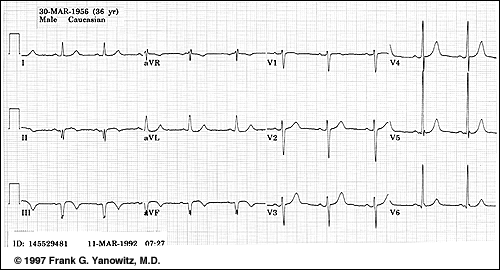 30-MAR-1956 (36 yr)
Male Caucasian
I aVR V1 V4
II aVL V2 V5
III aVF V3 V6
ID: 145529481 11-MAR-1992 07:27
© 1997 Frank G. Yanowitz, M.D.